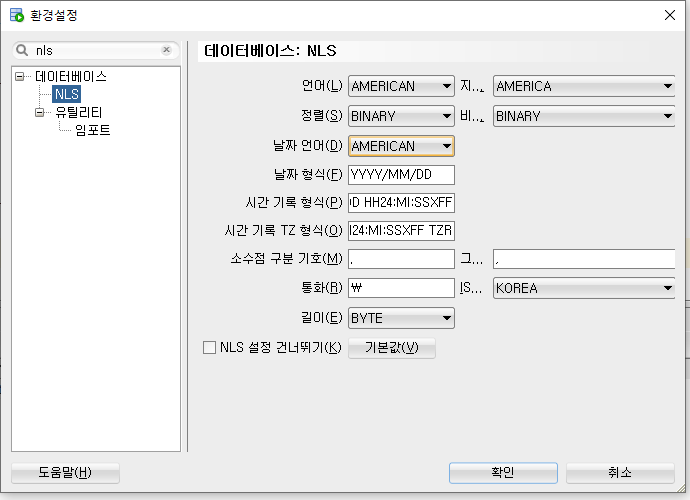 환경설정
nls
데이터베이스
NLS
유틸리티
임포트
데이터베이스: NLS
언어(L) AMERICAN 지... AMERICA
정렬(S) BINARY 비... BINARY
날짜 언어(D) AMERICAN
날짜 형식(F) YYYY/MM/DD
시간 기록 형식(P) D HH24:MI:SSXFF
시간 기록 TZ 형식(O) I24:MI:SSXFF TZR
소수점 구분 기호(M) . 그... ,
통화(R) ₩ IS... KOREA
길이(E) BYTE
NLS 설정 건너뛰기(K) 기본값(V)
도움말(H) 확인 취소